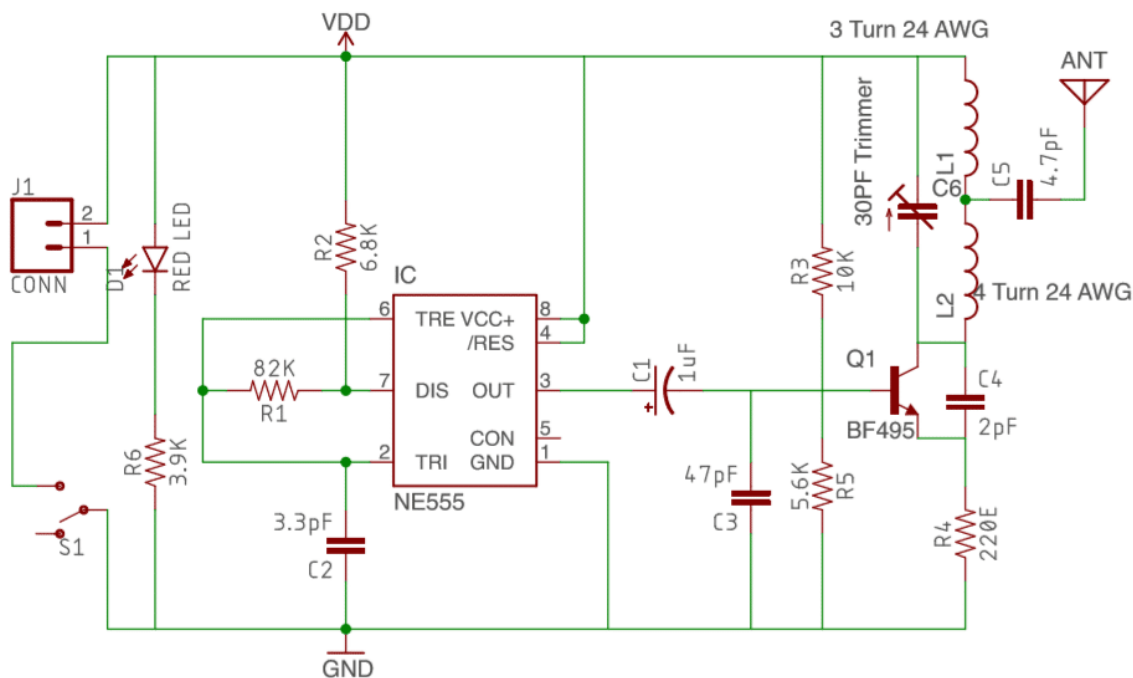 VDD
3 Turn 24 AWG
ANT
J1
2
1
CONN
D1
RED LED
R2
6.8K
30PF Trimmer
L1
C6
C5
4.7pF
R3
10K
IC
6
TRE
VCC+
8
/RES
4
82K
R1
7
DIS
OUT
3
C1
1uF
+
L2
4 Turn 24 AWG
Q1
BF495
C4
2pF
5
CON
2
TRI
GND
1
NE555
R6
3.9K
3.3pF
C2
47pF
C3
5.6K
R5
R4
220E
S1
GND